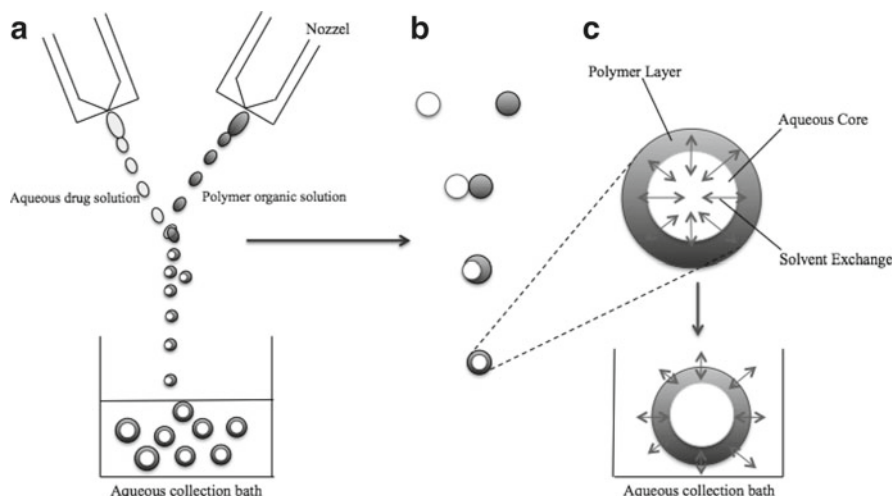 a
Nozzel
Aqueous drug solution
Polymer organic solution
Aqueous collection bath
b
c
Polymer Layer
Aqueous Core
Solvent Exchange
Aqueous collection bath